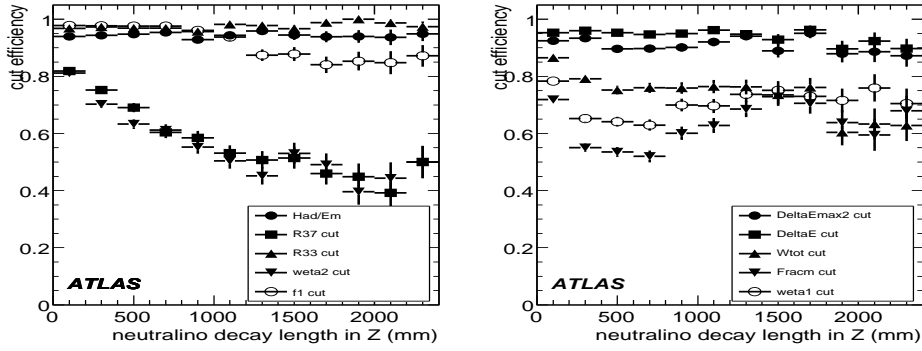 cut efficiency
1
0.8
0.6
0.4
0.2
0
Had/Em
R37 cut
R33 cut
weta2 cut
f1 cut
ATLAS
0 500 1000 1500 2000
neutralino decay length in Z (mm)
cut efficiency
1
0.8
0.6
0.4
0.2
0
DeltaEmax2 cut
DeltaE cut
Wtot cut
Fracm cut
weta1 cut
ATLAS
0 500 1000 1500 2000
neutralino decay length in Z (mm)